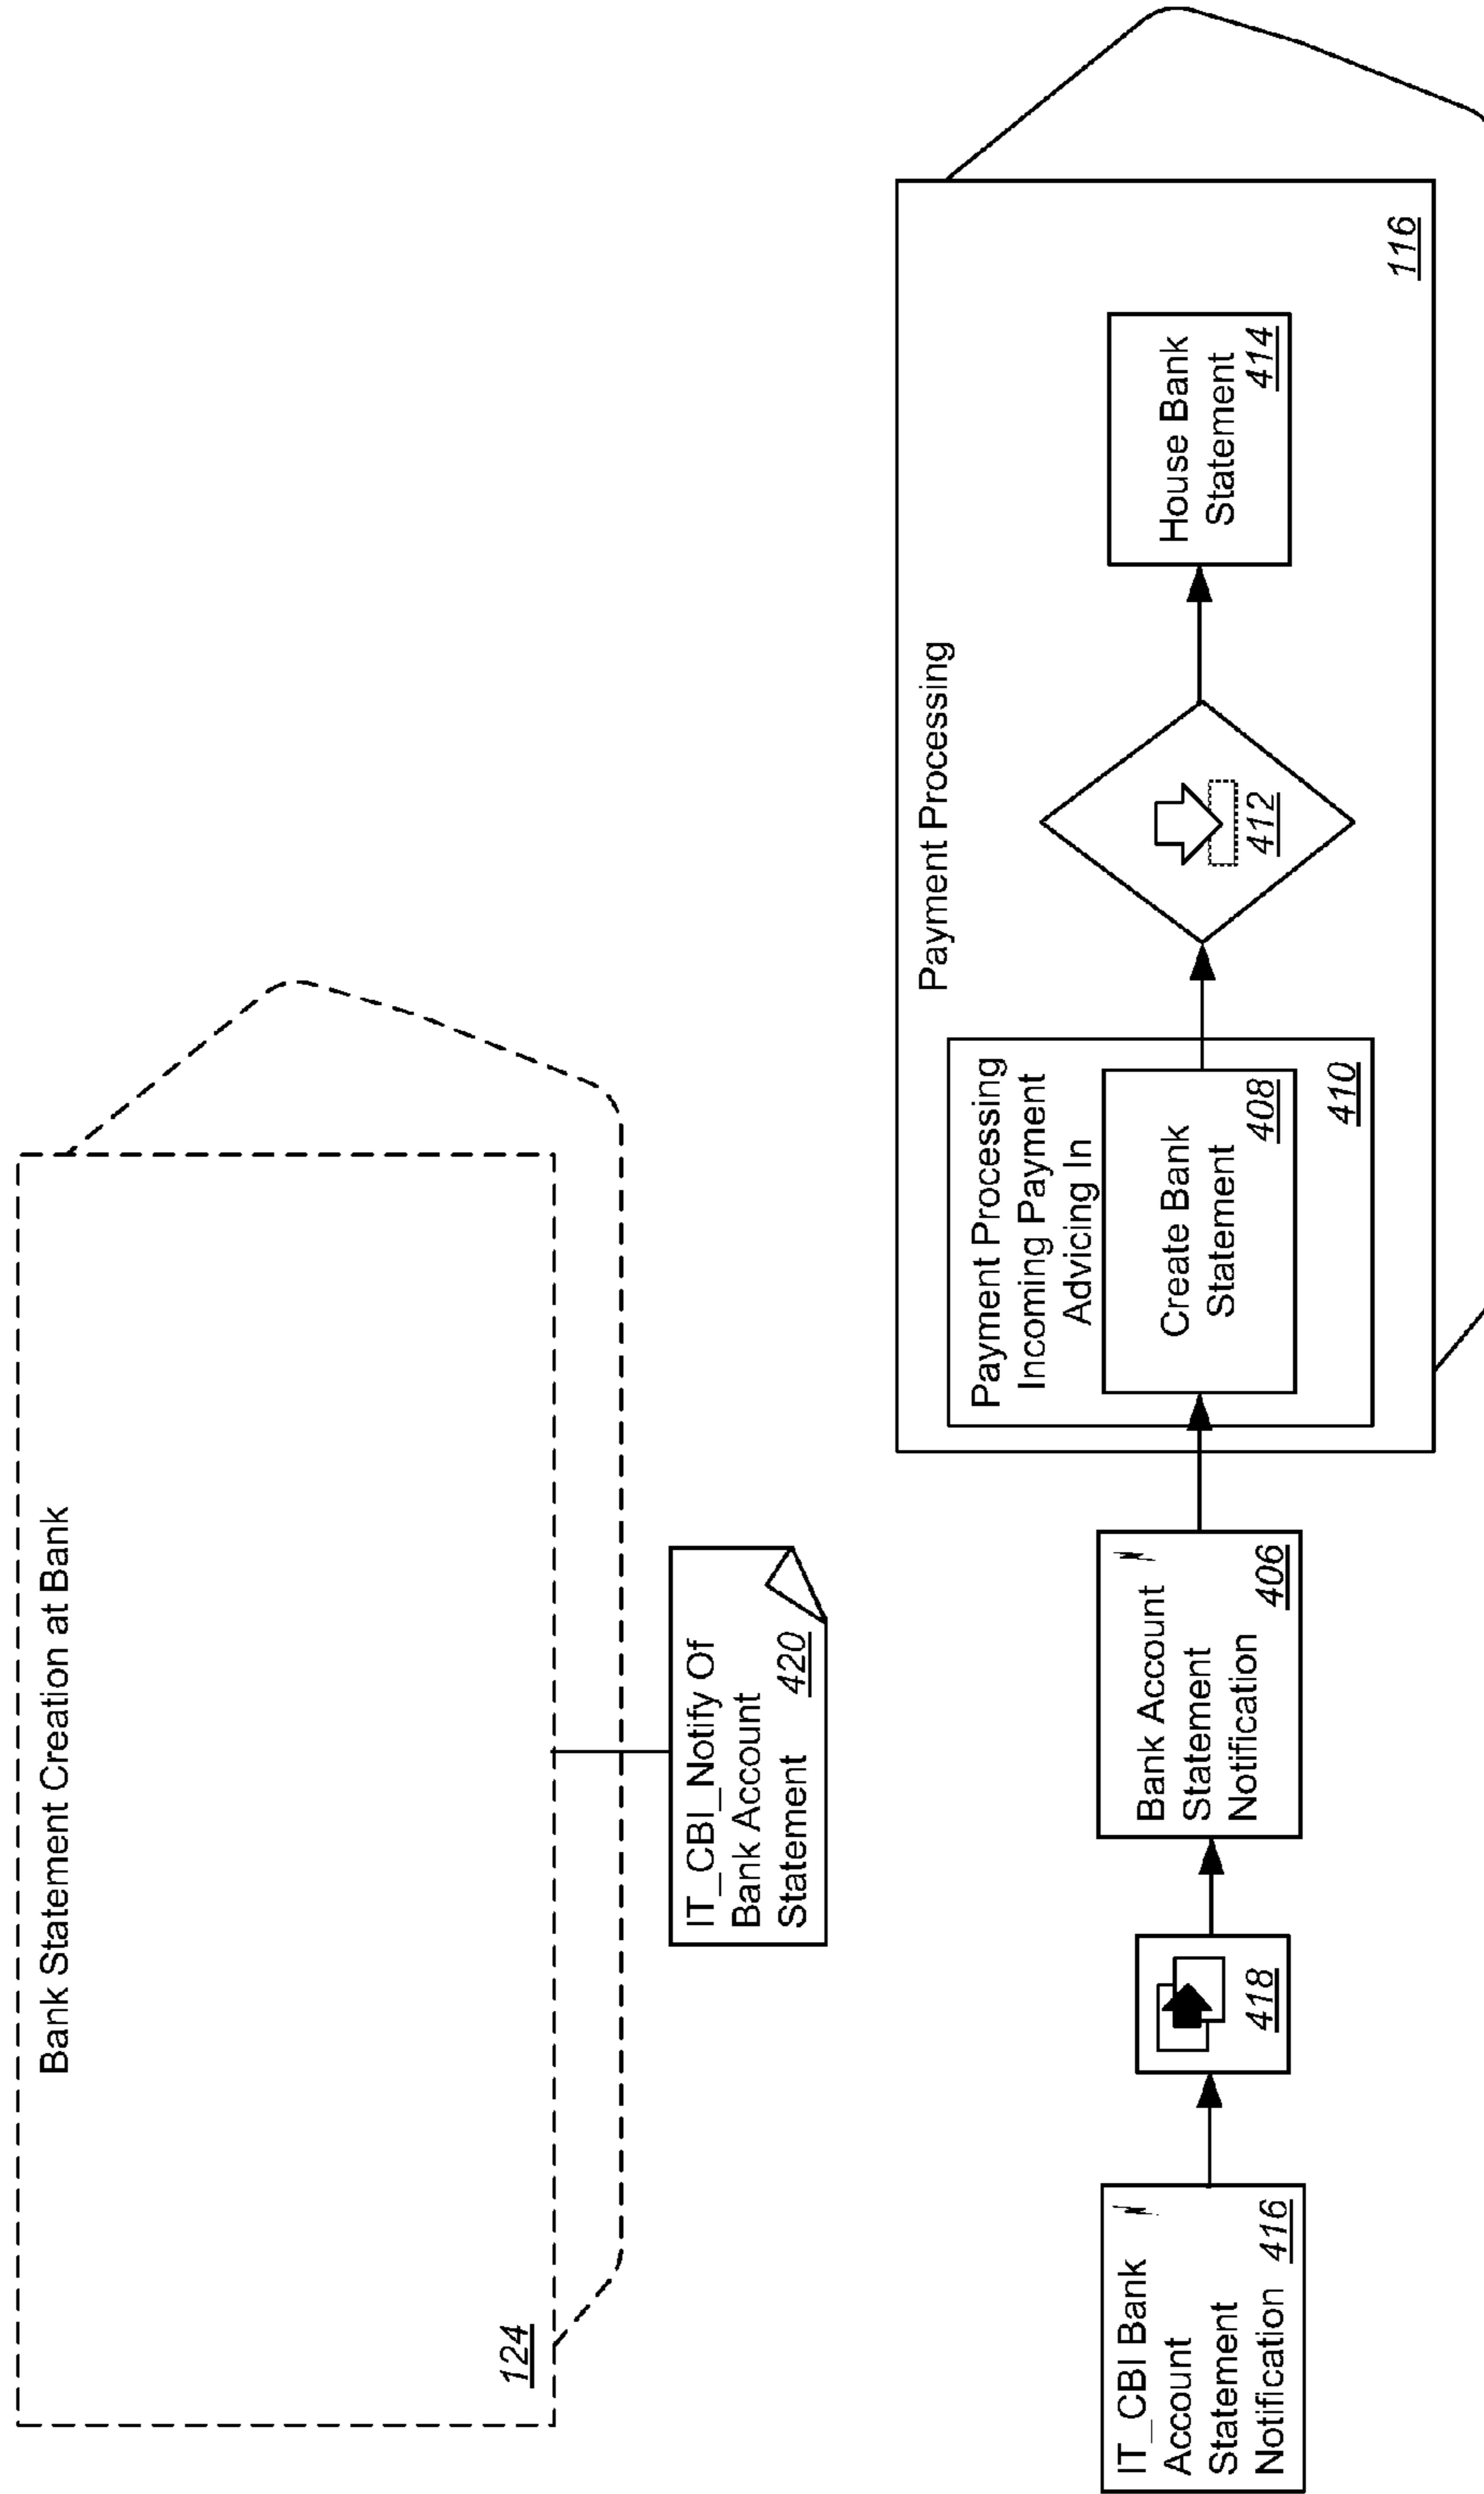 Bank Statement Creation at Bank
124
IT_CBI_Notify Of
Bank Account
Statement
420
IT_CBI Bank
Account
Statement
Notification
416
418
Bank Account
Statement
Notification
406
Payment Processing
Payment Processing
Incoming Payment
Advicing In
Create Bank
Statement
408
410
412
House Bank
Statement
414
116